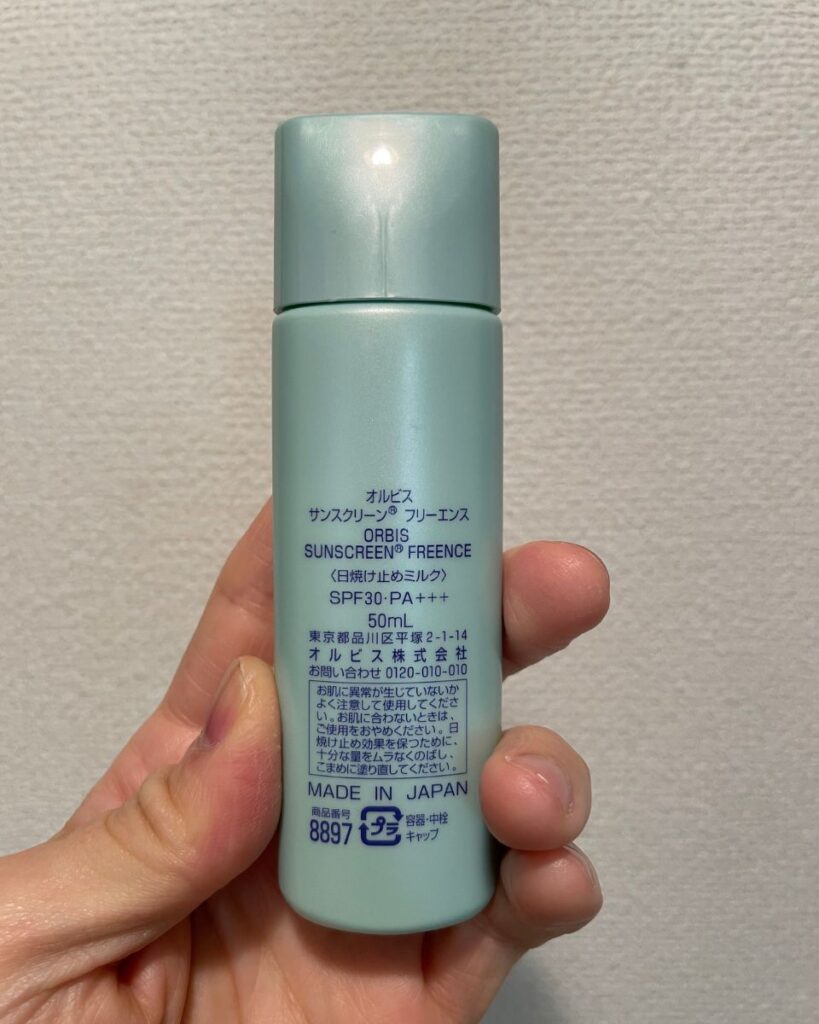 オルビス
サンスクリーン® フリーエンス
ORBIS
SUNSCREEN® FREENCE
〈日焼け止めミルク〉
SPF30･PA+++
50mL
東京都品川区平塚2-1-14
オルビス株式会社
お問い合わせ 0120-010-010
お肌に異常が生じていないか
よく注意して使用してくださ
い。お肌に合わないときは、
ご使用をおやめください。日
焼け止め効果を保つために、
十分な量をムラなくのばし、
こまめに塗り直してください。
MADE IN JAPAN
商品番号
8897
プラ
容器･中栓
キャップ